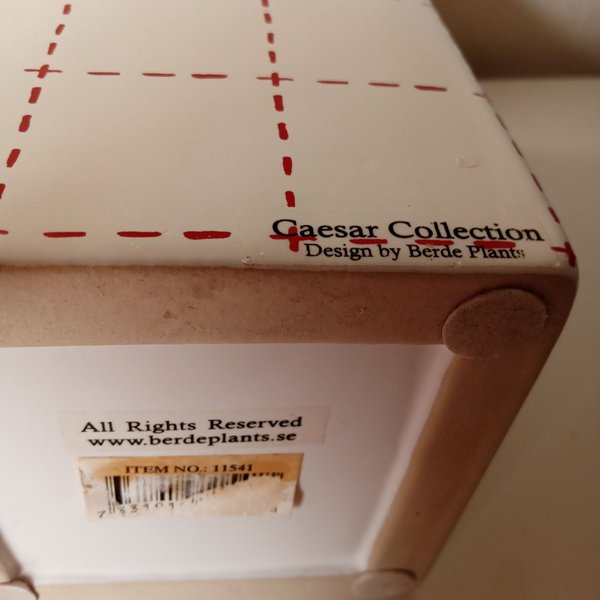 Caesar Collection
Design by Berde Plants
All Rights Reserved
www.berdeplants.se
ITEM NO.: 11541